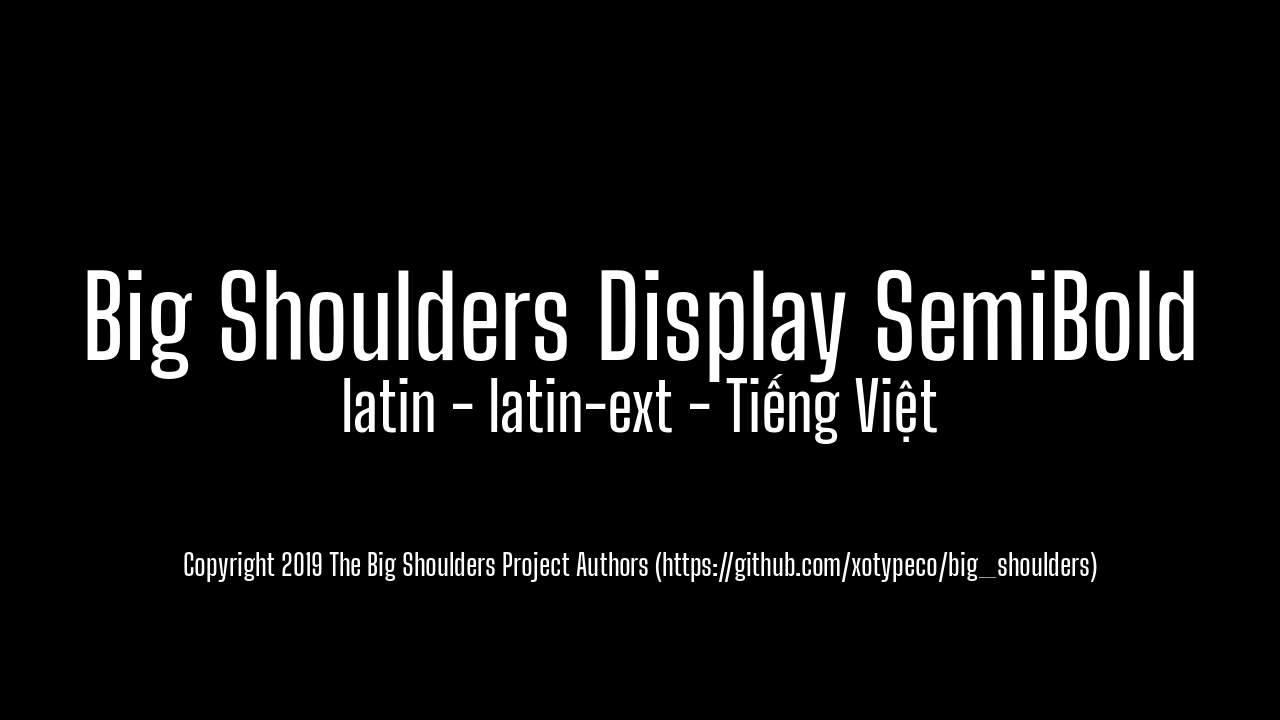 Big Shoulders Display SemiBold
latin - latin-ext - Tiếng Việt
Copyright 2019 The Big Shoulders Project Authors (https://github.com/xotypeco/big_shoulders)